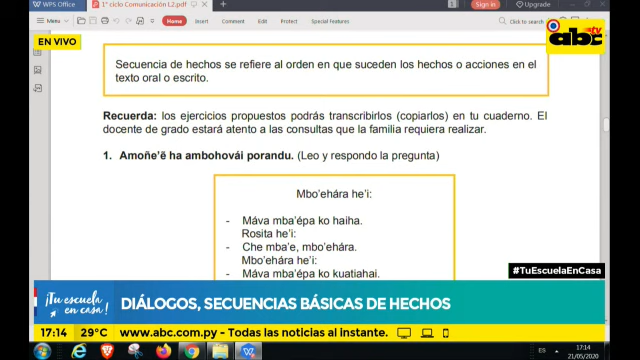 WPS Office
1° ciclo Comunicación L2.pdf
Sign in
Upgrade
Home
Insert
Special Features
Click to search
EN VIVO
abc tv
Secuencia de hechos se refiere al orden en que suceden los hechos o acciones en el
texto oral o escrito.
Recuerda: los ejercicios propuestos podrás transcribirlos (copiarlos) en tu cuaderno. El
docente de grado estará atento a las consultas que la familia requiera realizar.
1. Amoñe'ẽ ha ambohovái porandu. (Leo y respondo la pregunta)
Mbo'ehára he'i:
- Máva mba'épa ko haiha.
Rosita he'i:
- Che mba'e, mbo'ehára.
Mbo'ehára he'i:
- Máva mba'épa ko kuatiahai.
#TuEscuelaEnCasa
¡Tu escuela
en casa!
DIÁLOGOS, SECUENCIAS BÁSICAS DE HECHOS
17:14 29°C www.abc.com.py - Todas las noticias al instante.
ES
17:14
21/05/2020